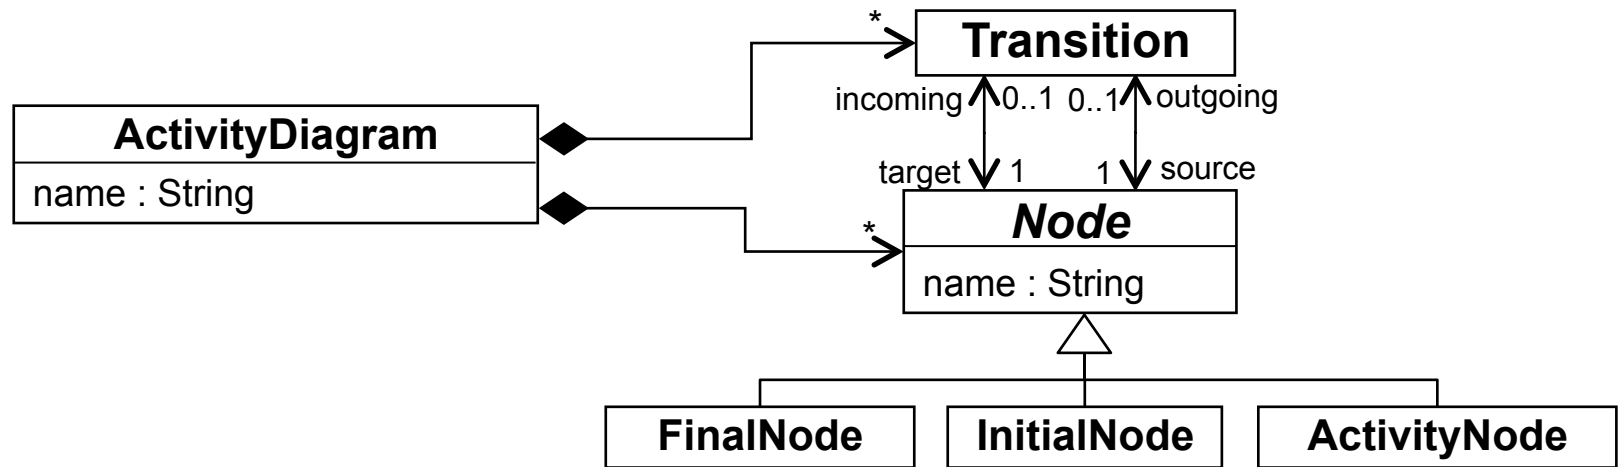 *
Transition
incoming 0..1 0..1 outgoing
ActivityDiagram
name : String
target 1 1 source
*
Node
name : String
FinalNode InitialNode ActivityNode